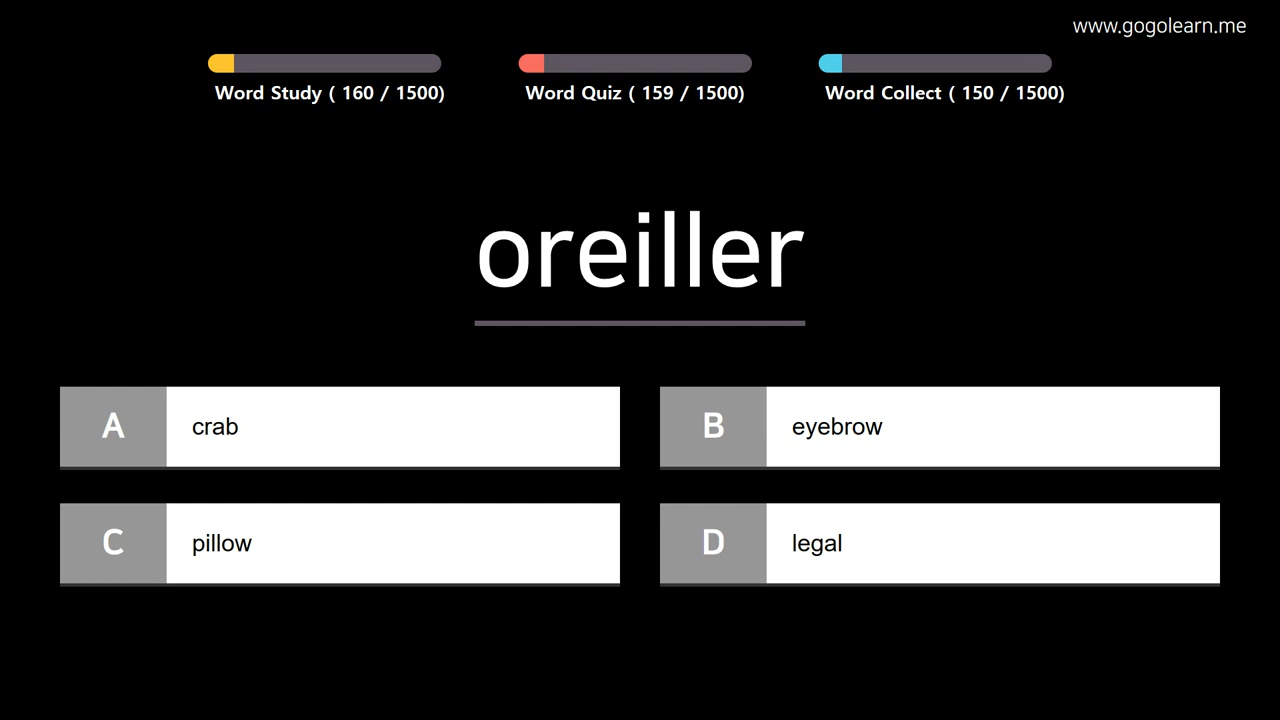 www.gogolearn.me
Word Study ( 160 / 1500)
Word Quiz ( 159 / 1500)
Word Collect ( 150 / 1500)
oreiller
A crab
B eyebrow
C pillow
D legal